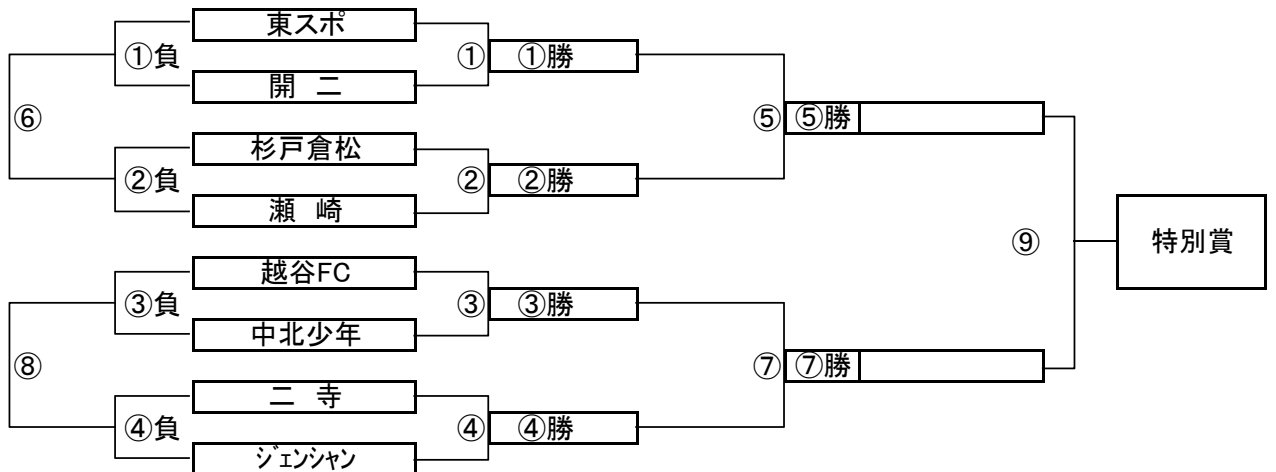 東スポ
①負
①
①勝
開 二
⑥
⑤
⑤勝
杉戸倉松
②負
②
②勝
瀬 崎
⑨
特別賞
越谷FC
③負
③
③勝
中北少年
⑧
⑦
⑦勝
二 寺
④負
④
④勝
ジェンシャン